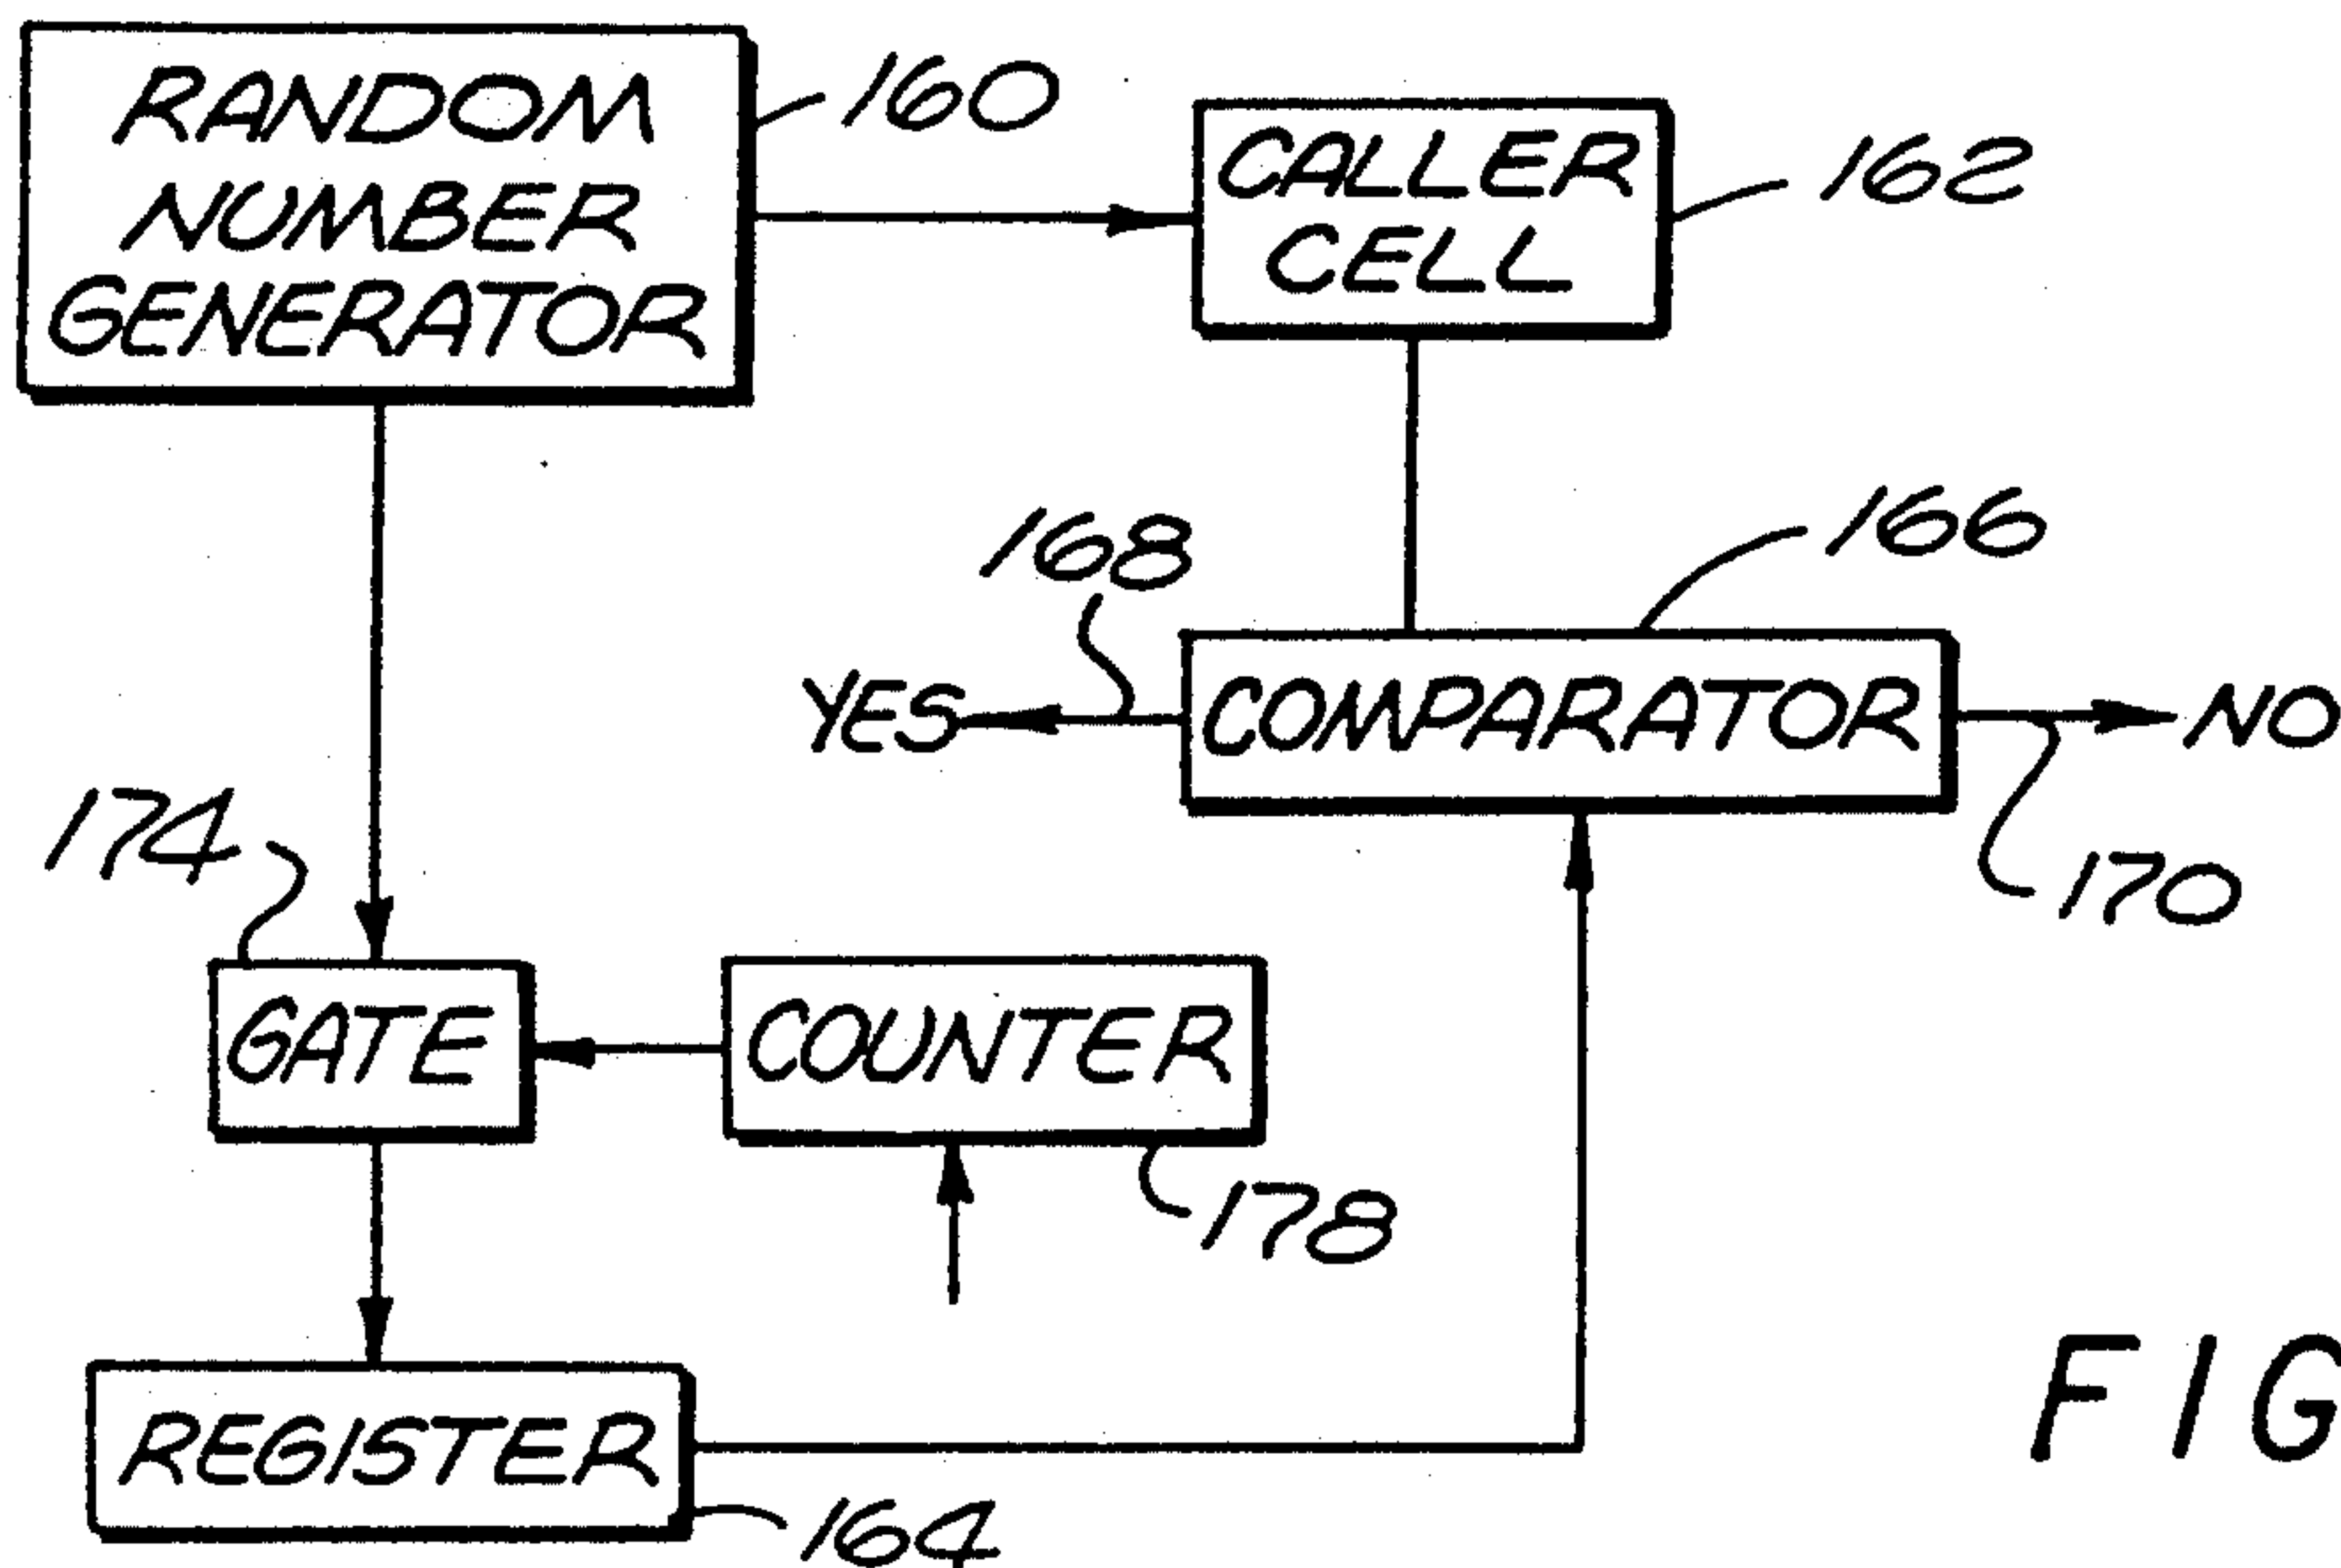 RANDOM
NUMBER
GENERATOR
160
CALLER
CELL
162
168
166
YES
COMPARATOR
NO
174
170
GATE
COUNTER
178
REGISTER
164
FIG